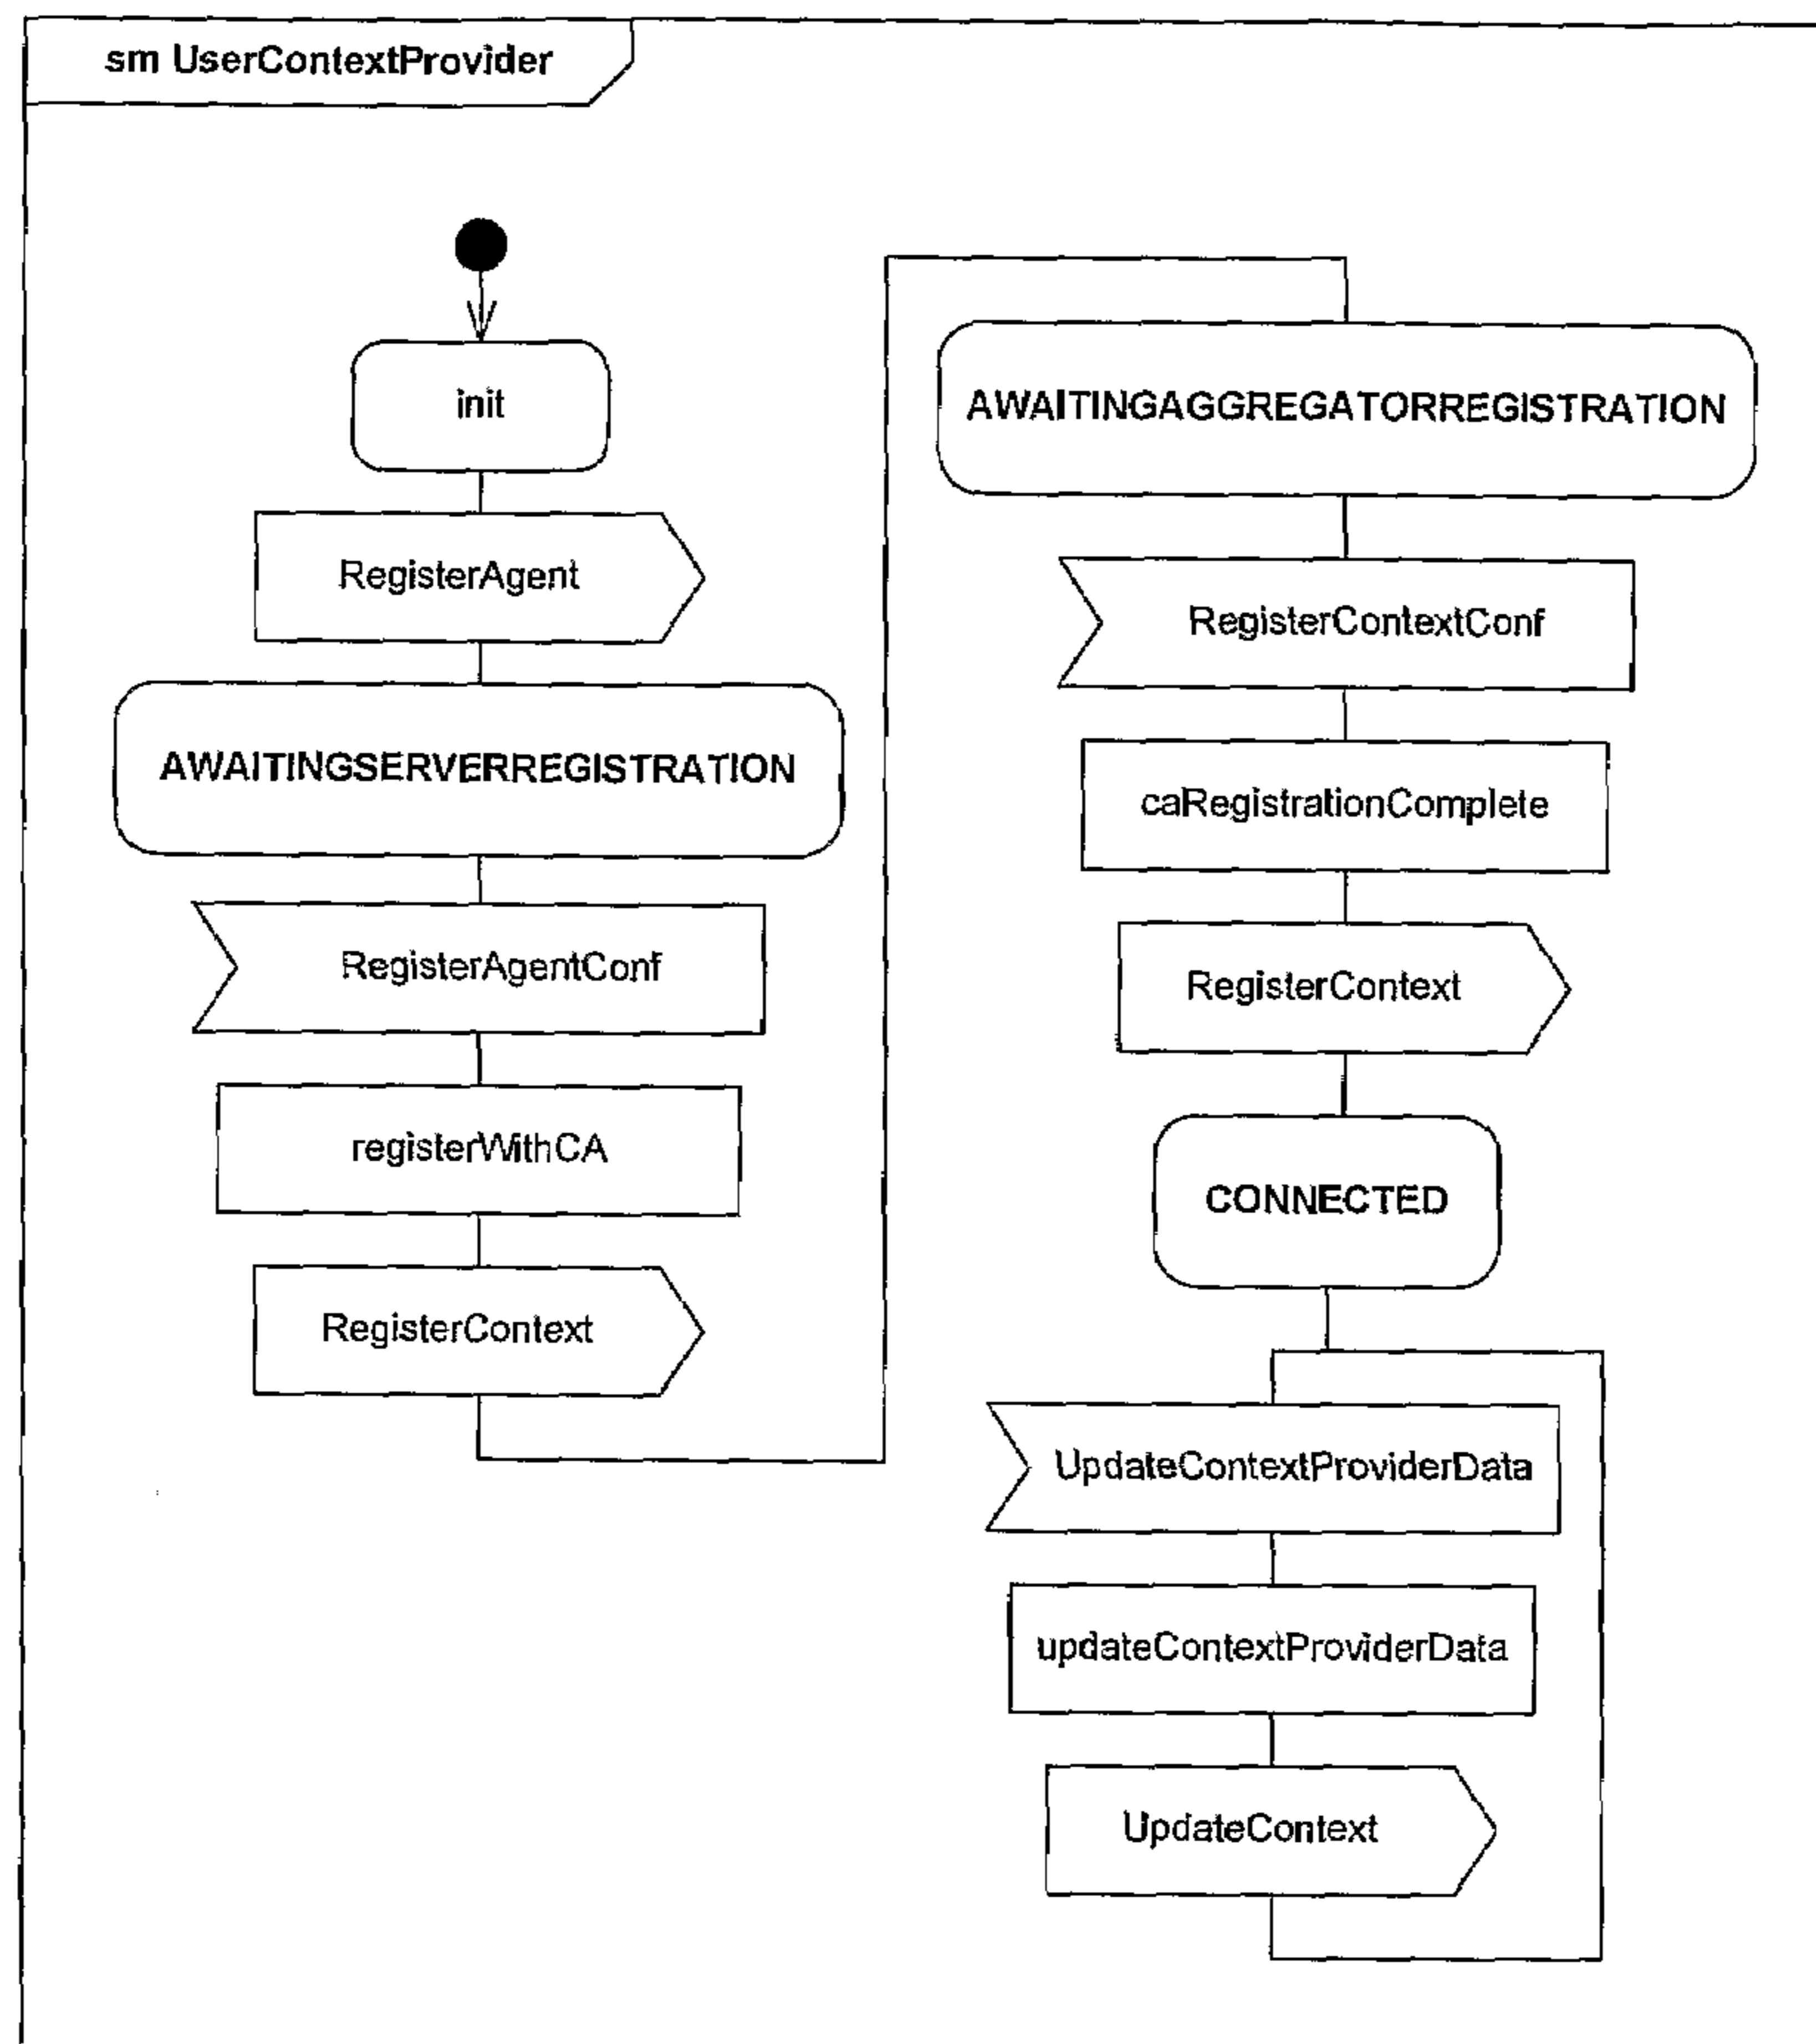 sm UserContextProvider
init
RegisterAgent
AWAITINGSERVERREGISTRATION
RegisterAgentConf
registerWithCA
RegisterContext
AWAITINGAGGREGATORREGISTRATION
RegisterContextConf
caRegistrationComplete
RegisterContext
CONNECTED
UpdateContextProviderData
updateContextProviderData
UpdateContext